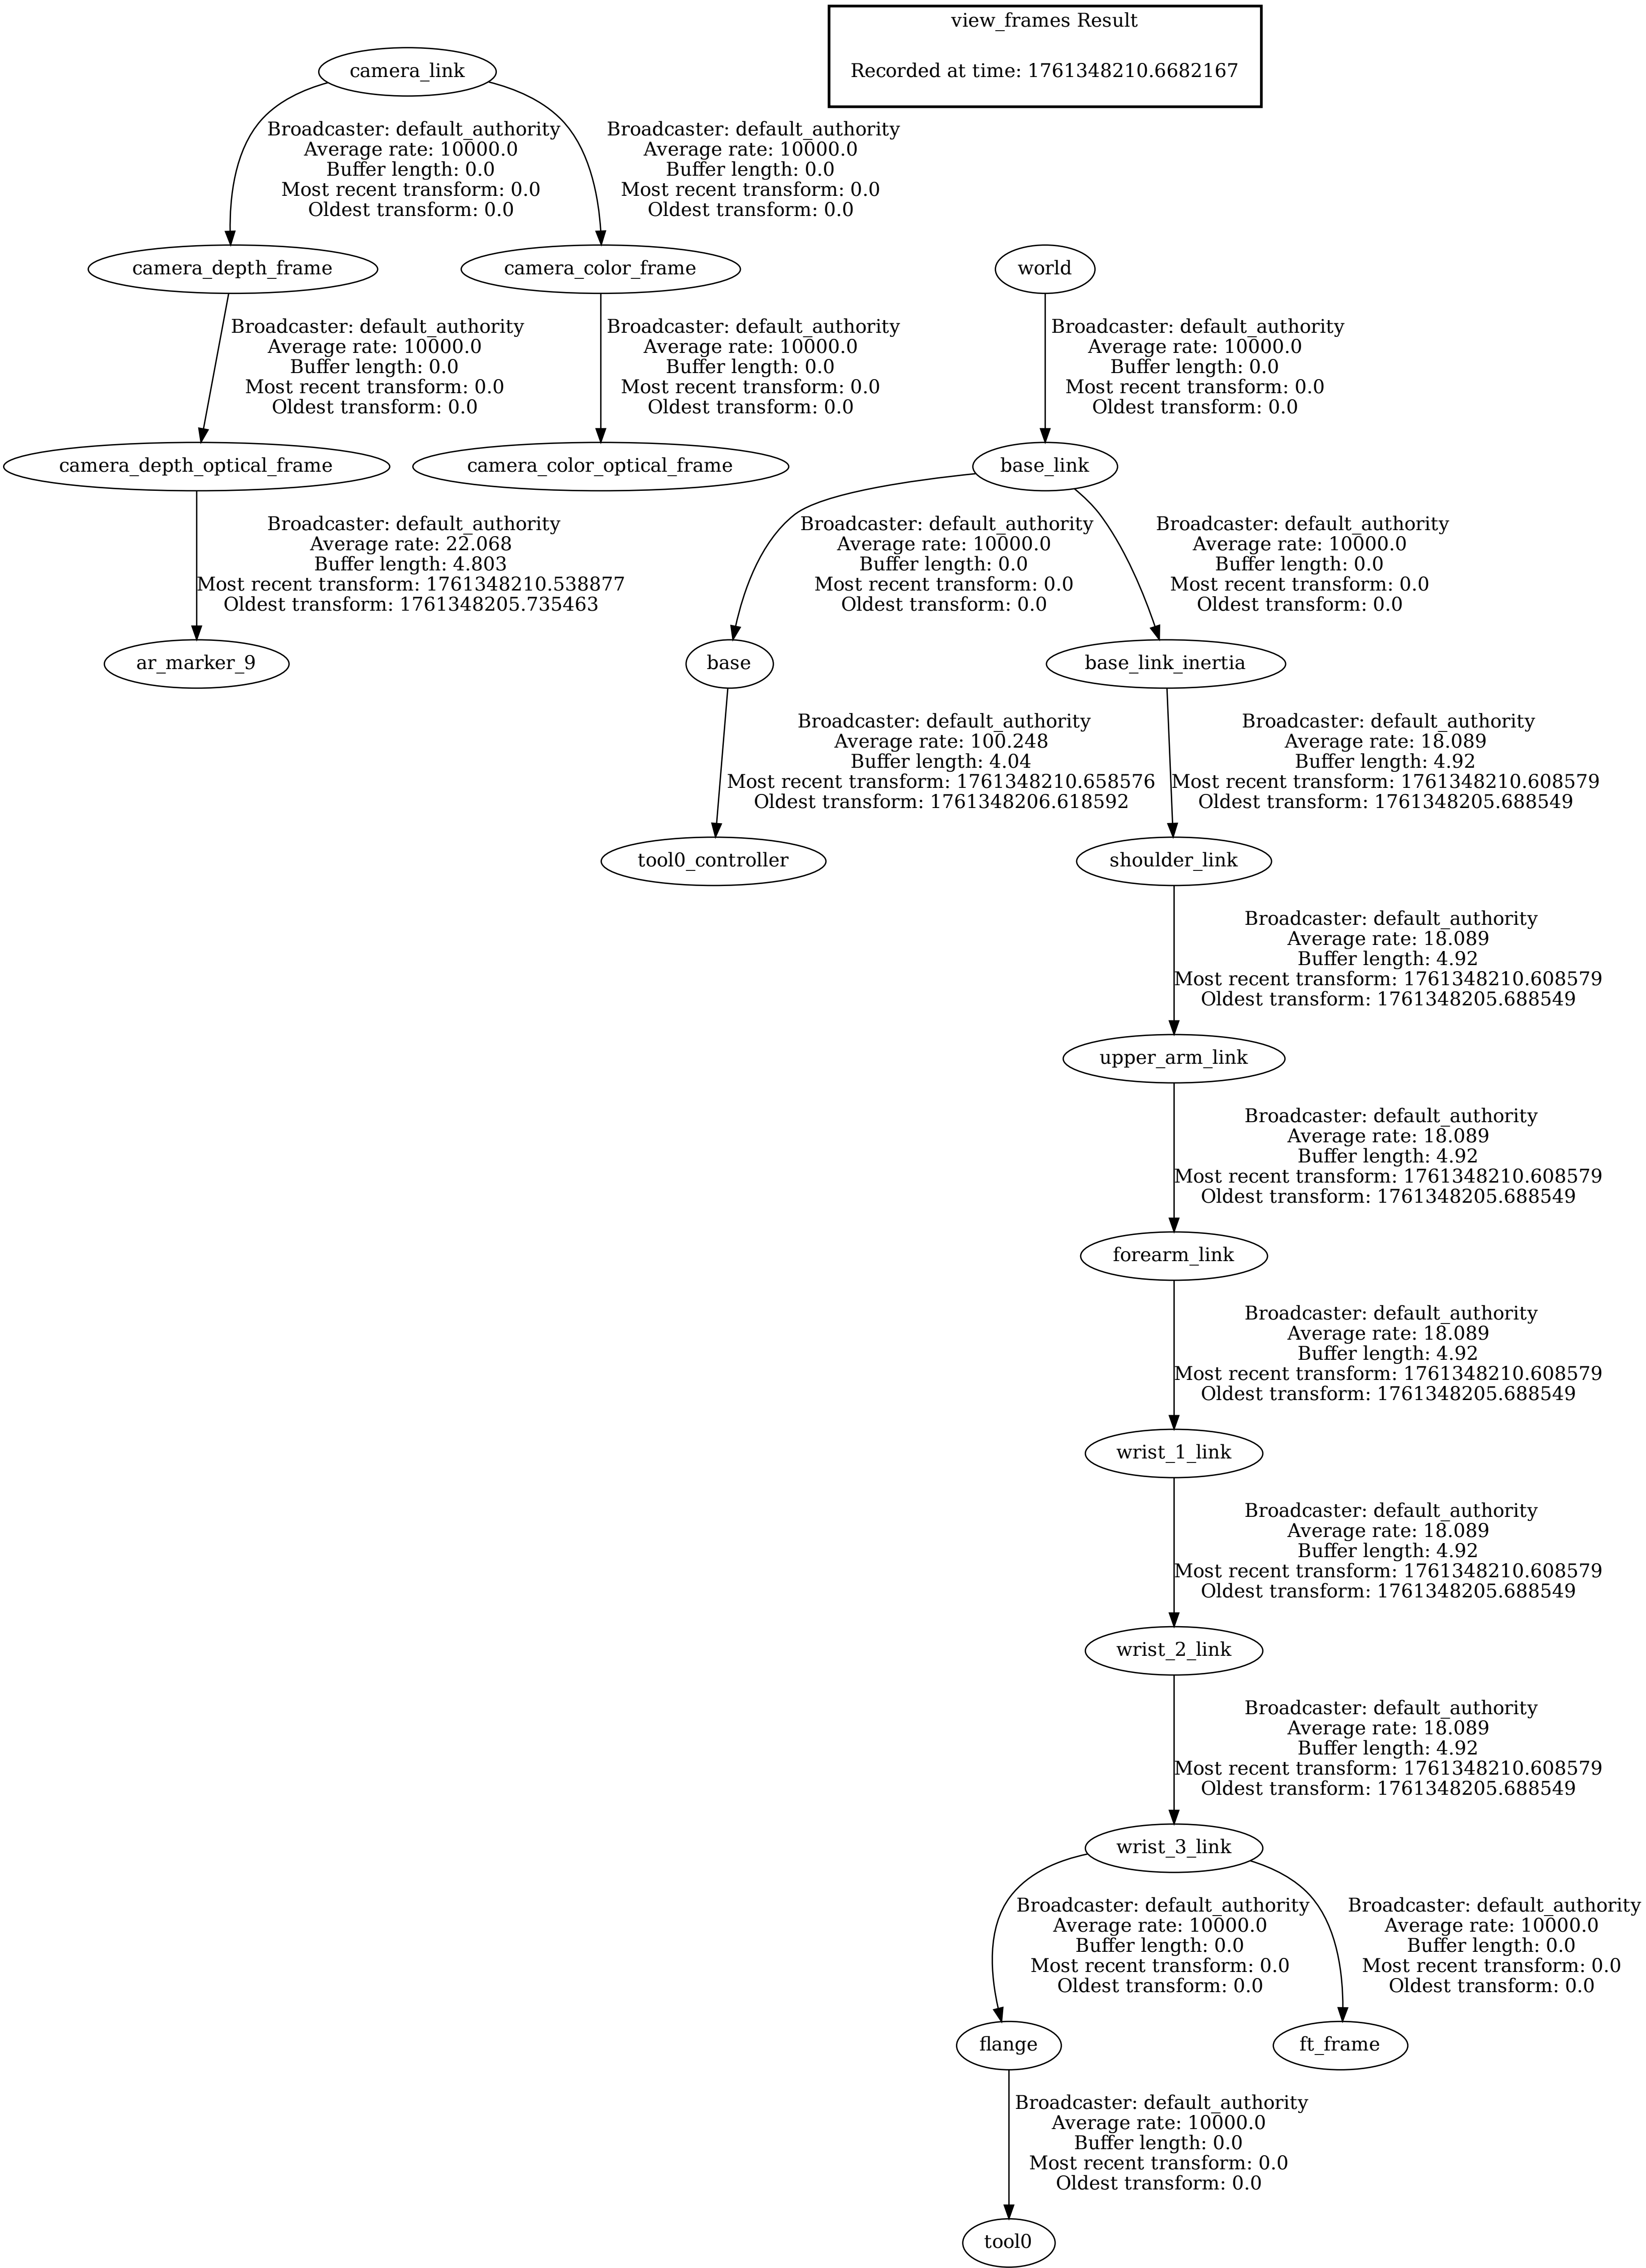 view_frames Result
Recorded at time: 1761348210.6682167
camera_link
Broadcaster: default_authority
Average rate: 10000.0
Buffer length: 0.0
Most recent transform: 0.0
Oldest transform: 0.0
Broadcaster: default_authority
Average rate: 10000.0
Buffer length: 0.0
Most recent transform: 0.0
Oldest transform: 0.0
camera_depth_frame
camera_color_frame
world
Broadcaster: default_authority
Average rate: 10000.0
Buffer length: 0.0
Most recent transform: 0.0
Oldest transform: 0.0
Broadcaster: default_authority
Average rate: 10000.0
Buffer length: 0.0
Most recent transform: 0.0
Oldest transform: 0.0
Broadcaster: default_authority
Average rate: 10000.0
Buffer length: 0.0
Most recent transform: 0.0
Oldest transform: 0.0
camera_depth_optical_frame
camera_color_optical_frame
base_link
Broadcaster: default_authority
Average rate: 22.068
Buffer length: 4.803
Most recent transform: 1761348210.538877
Oldest transform: 1761348205.735463
Broadcaster: default_authority
Average rate: 10000.0
Buffer length: 0.0
Most recent transform: 0.0
Oldest transform: 0.0
Broadcaster: default_authority
Average rate: 10000.0
Buffer length: 0.0
Most recent transform: 0.0
Oldest transform: 0.0
ar_marker_9
base
base_link_inertia
Broadcaster: default_authority
Average rate: 100.248
Buffer length: 4.04
Most recent transform: 1761348210.658576
Oldest transform: 1761348206.618592
Broadcaster: default_authority
Average rate: 18.089
Buffer length: 4.92
Most recent transform: 1761348210.608579
Oldest transform: 1761348205.688549
tool0_controller
shoulder_link
Broadcaster: default_authority
Average rate: 18.089
Buffer length: 4.92
Most recent transform: 1761348210.608579
Oldest transform: 1761348205.688549
upper_arm_link
Broadcaster: default_authority
Average rate: 18.089
Buffer length: 4.92
Most recent transform: 1761348210.608579
Oldest transform: 1761348205.688549
forearm_link
Broadcaster: default_authority
Average rate: 18.089
Buffer length: 4.92
Most recent transform: 1761348210.608579
Oldest transform: 1761348205.688549
wrist_1_link
Broadcaster: default_authority
Average rate: 18.089
Buffer length: 4.92
Most recent transform: 1761348210.608579
Oldest transform: 1761348205.688549
wrist_2_link
Broadcaster: default_authority
Average rate: 18.089
Buffer length: 4.92
Most recent transform: 1761348210.608579
Oldest transform: 1761348205.688549
wrist_3_link
Broadcaster: default_authority
Average rate: 10000.0
Buffer length: 0.0
Most recent transform: 0.0
Oldest transform: 0.0
Broadcaster: default_authority
Average rate: 10000.0
Buffer length: 0.0
Most recent transform: 0.0
Oldest transform: 0.0
flange
ft_frame
Broadcaster: default_authority
Average rate: 10000.0
Buffer length: 0.0
Most recent transform: 0.0
Oldest transform: 0.0
tool0